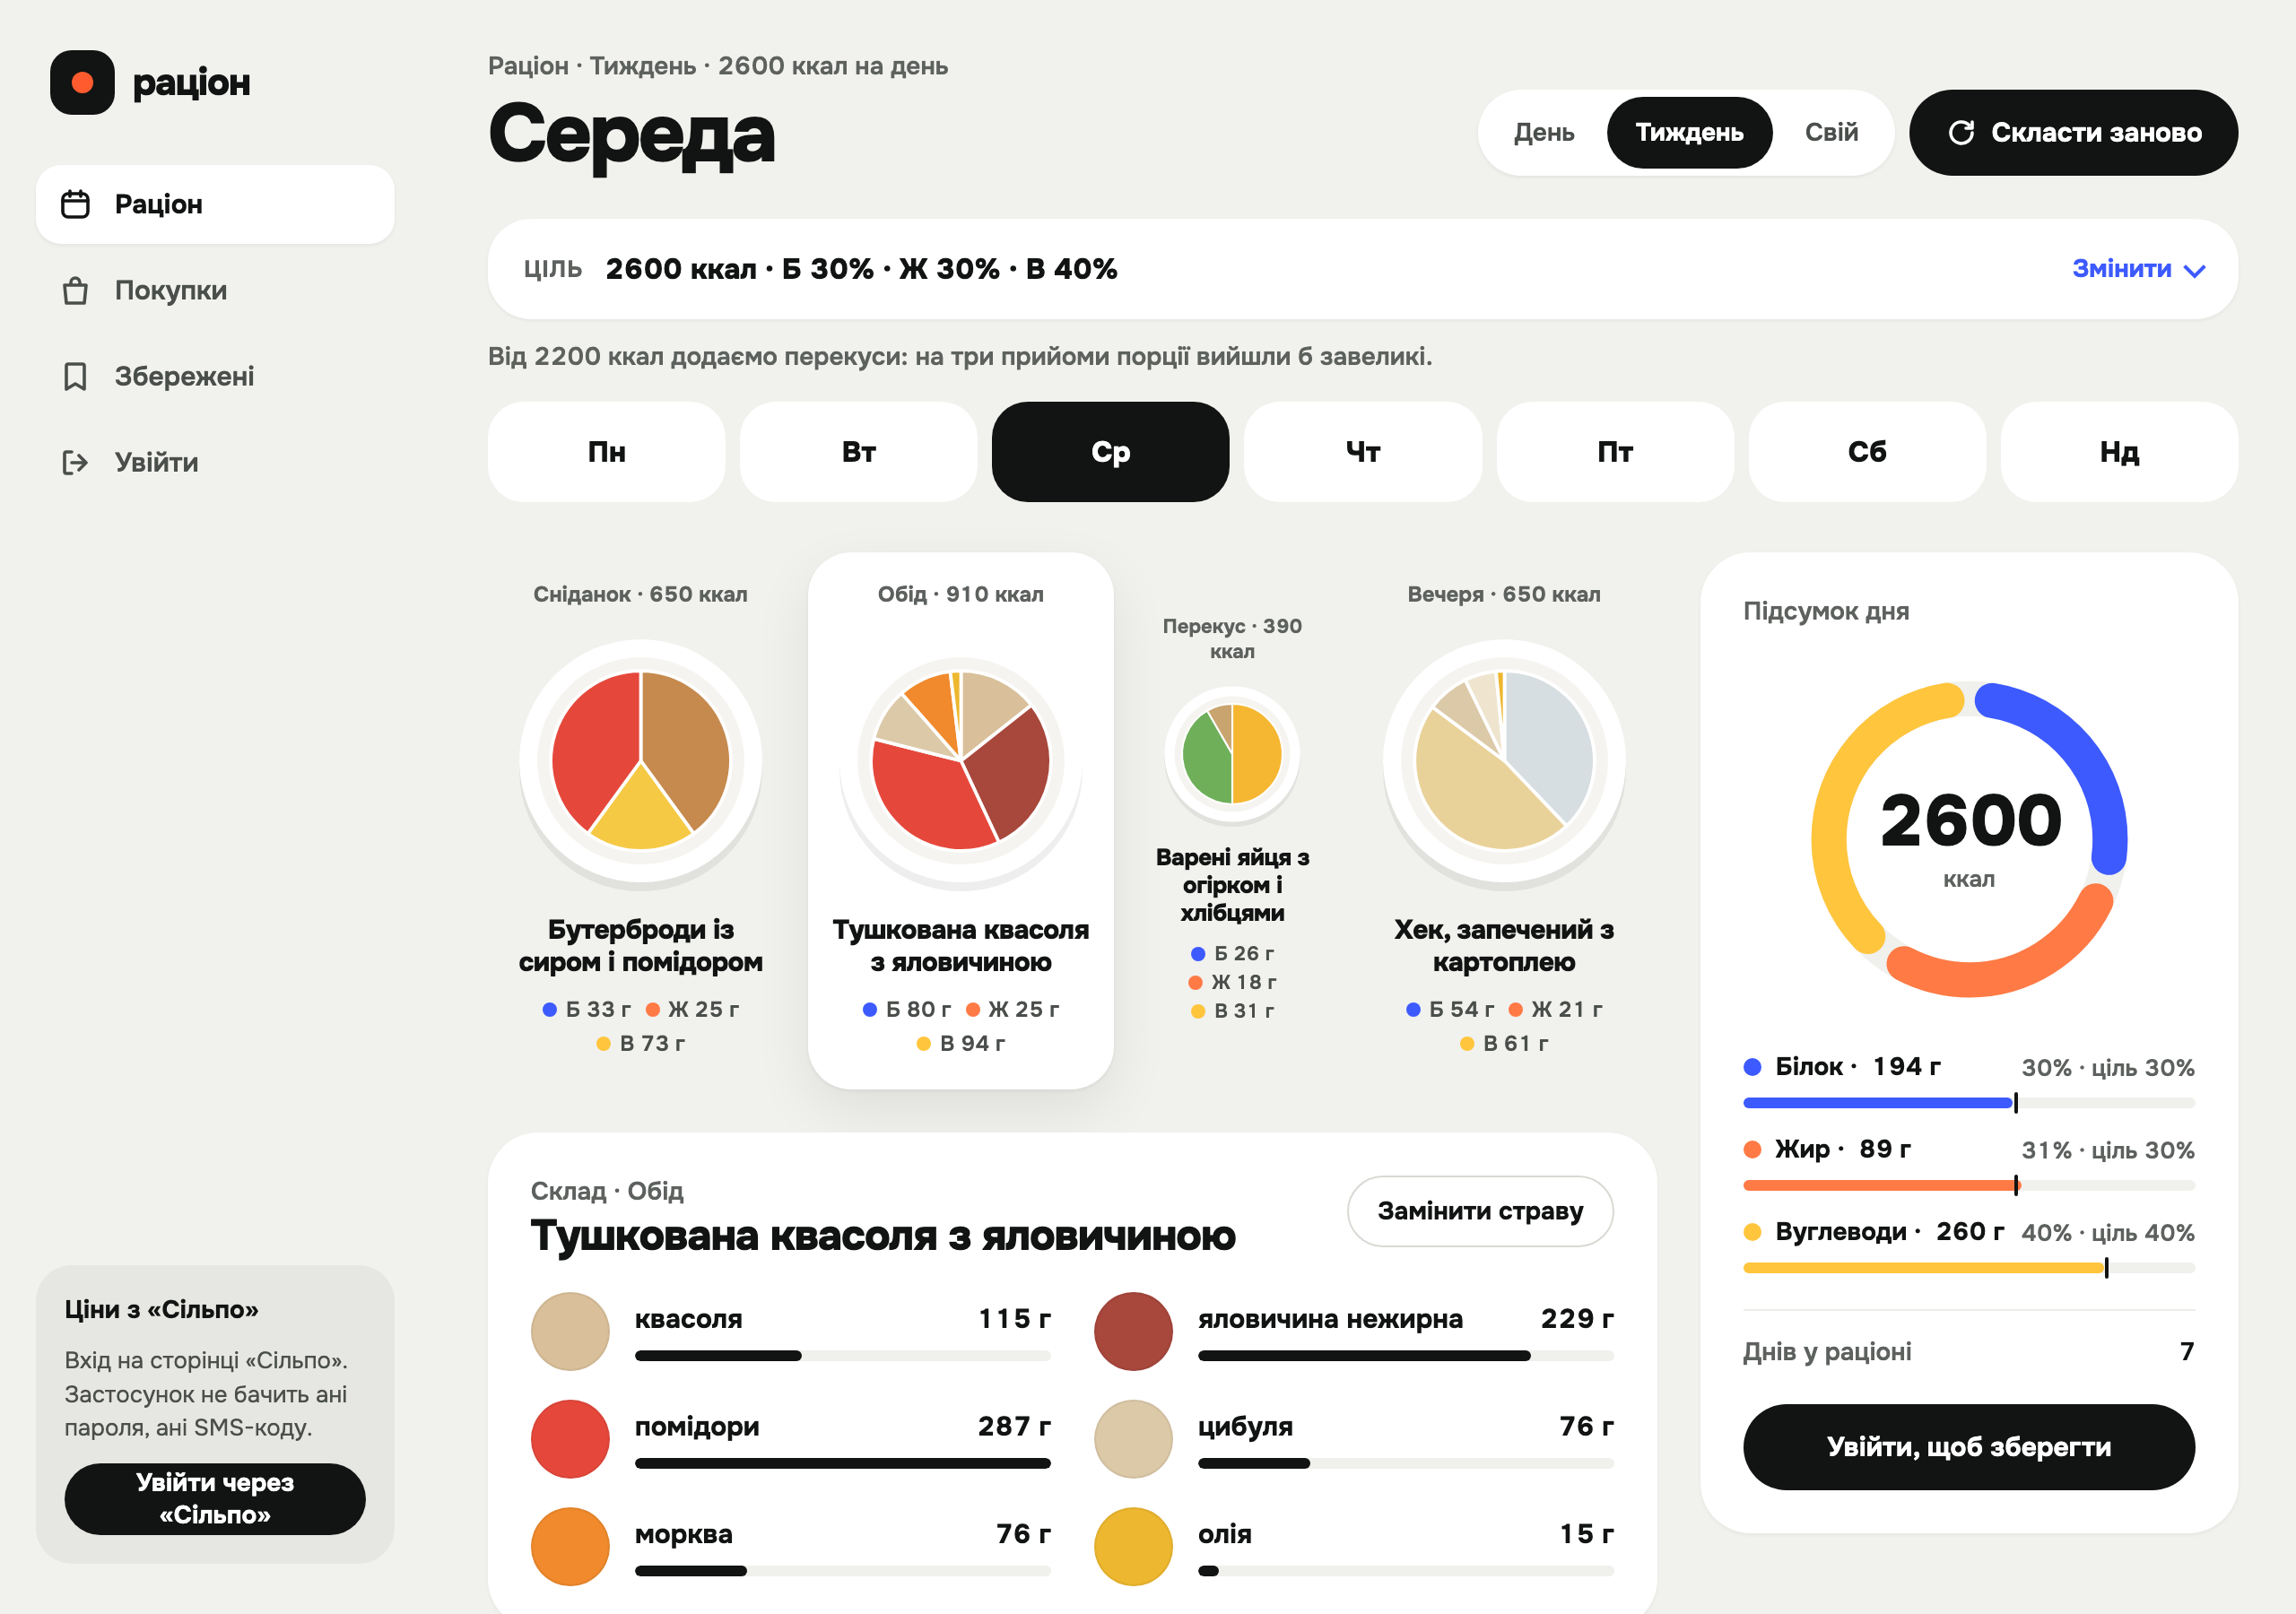 раціон
Раціон
Покупки
Збережені
Увійти
Ціни з «Сільпо»
Вхід на сторінці «Сільпо».
Застосунок не бачить ані
пароля, ані SMS-коду.
Увійти через
«Сільпо»
Раціон · Тиждень · 2600 ккал на день
Середа
День
Тиждень
Свій
Скласти заново
ЦІЛЬ 2600 ккал · Б 30% · Ж 30% · В 40%
Змінити
Від 2200 ккал додаємо перекуси: на три прийоми порції вийшли б завеликі.
Пн
Вт
Ср
Чт
Пт
Сб
Нд
Сніданок · 650 ккал
Бутерброди із
сиром і помідором
Б 33 г Ж 25 г
В 73 г
Обід · 910 ккал
Тушкована квасоля
з яловичиною
Б 80 г Ж 25 г
В 94 г
Перекус · 390
ккал
Варені яйця з
огірком і
хлібцями
Б 26 г
Ж 18 г
В 31 г
Вечеря · 650 ккал
Хек, запечений з
картоплею
Б 54 г Ж 21 г
В 61 г
Склад · Обід
Тушкована квасоля з яловичиною
Замінити страву
квасоля 115 г
яловичина нежирна 229 г
помідори 287 г
цибуля 76 г
морква 76 г
олія 15 г
Підсумок дня
2600
ккал
Білок · 194 г 30% · ціль 30%
Жир · 89 г 31% · ціль 30%
Вуглеводи · 260 г 40% · ціль 40%
Днів у раціоні 7
Увійти, щоб зберегти